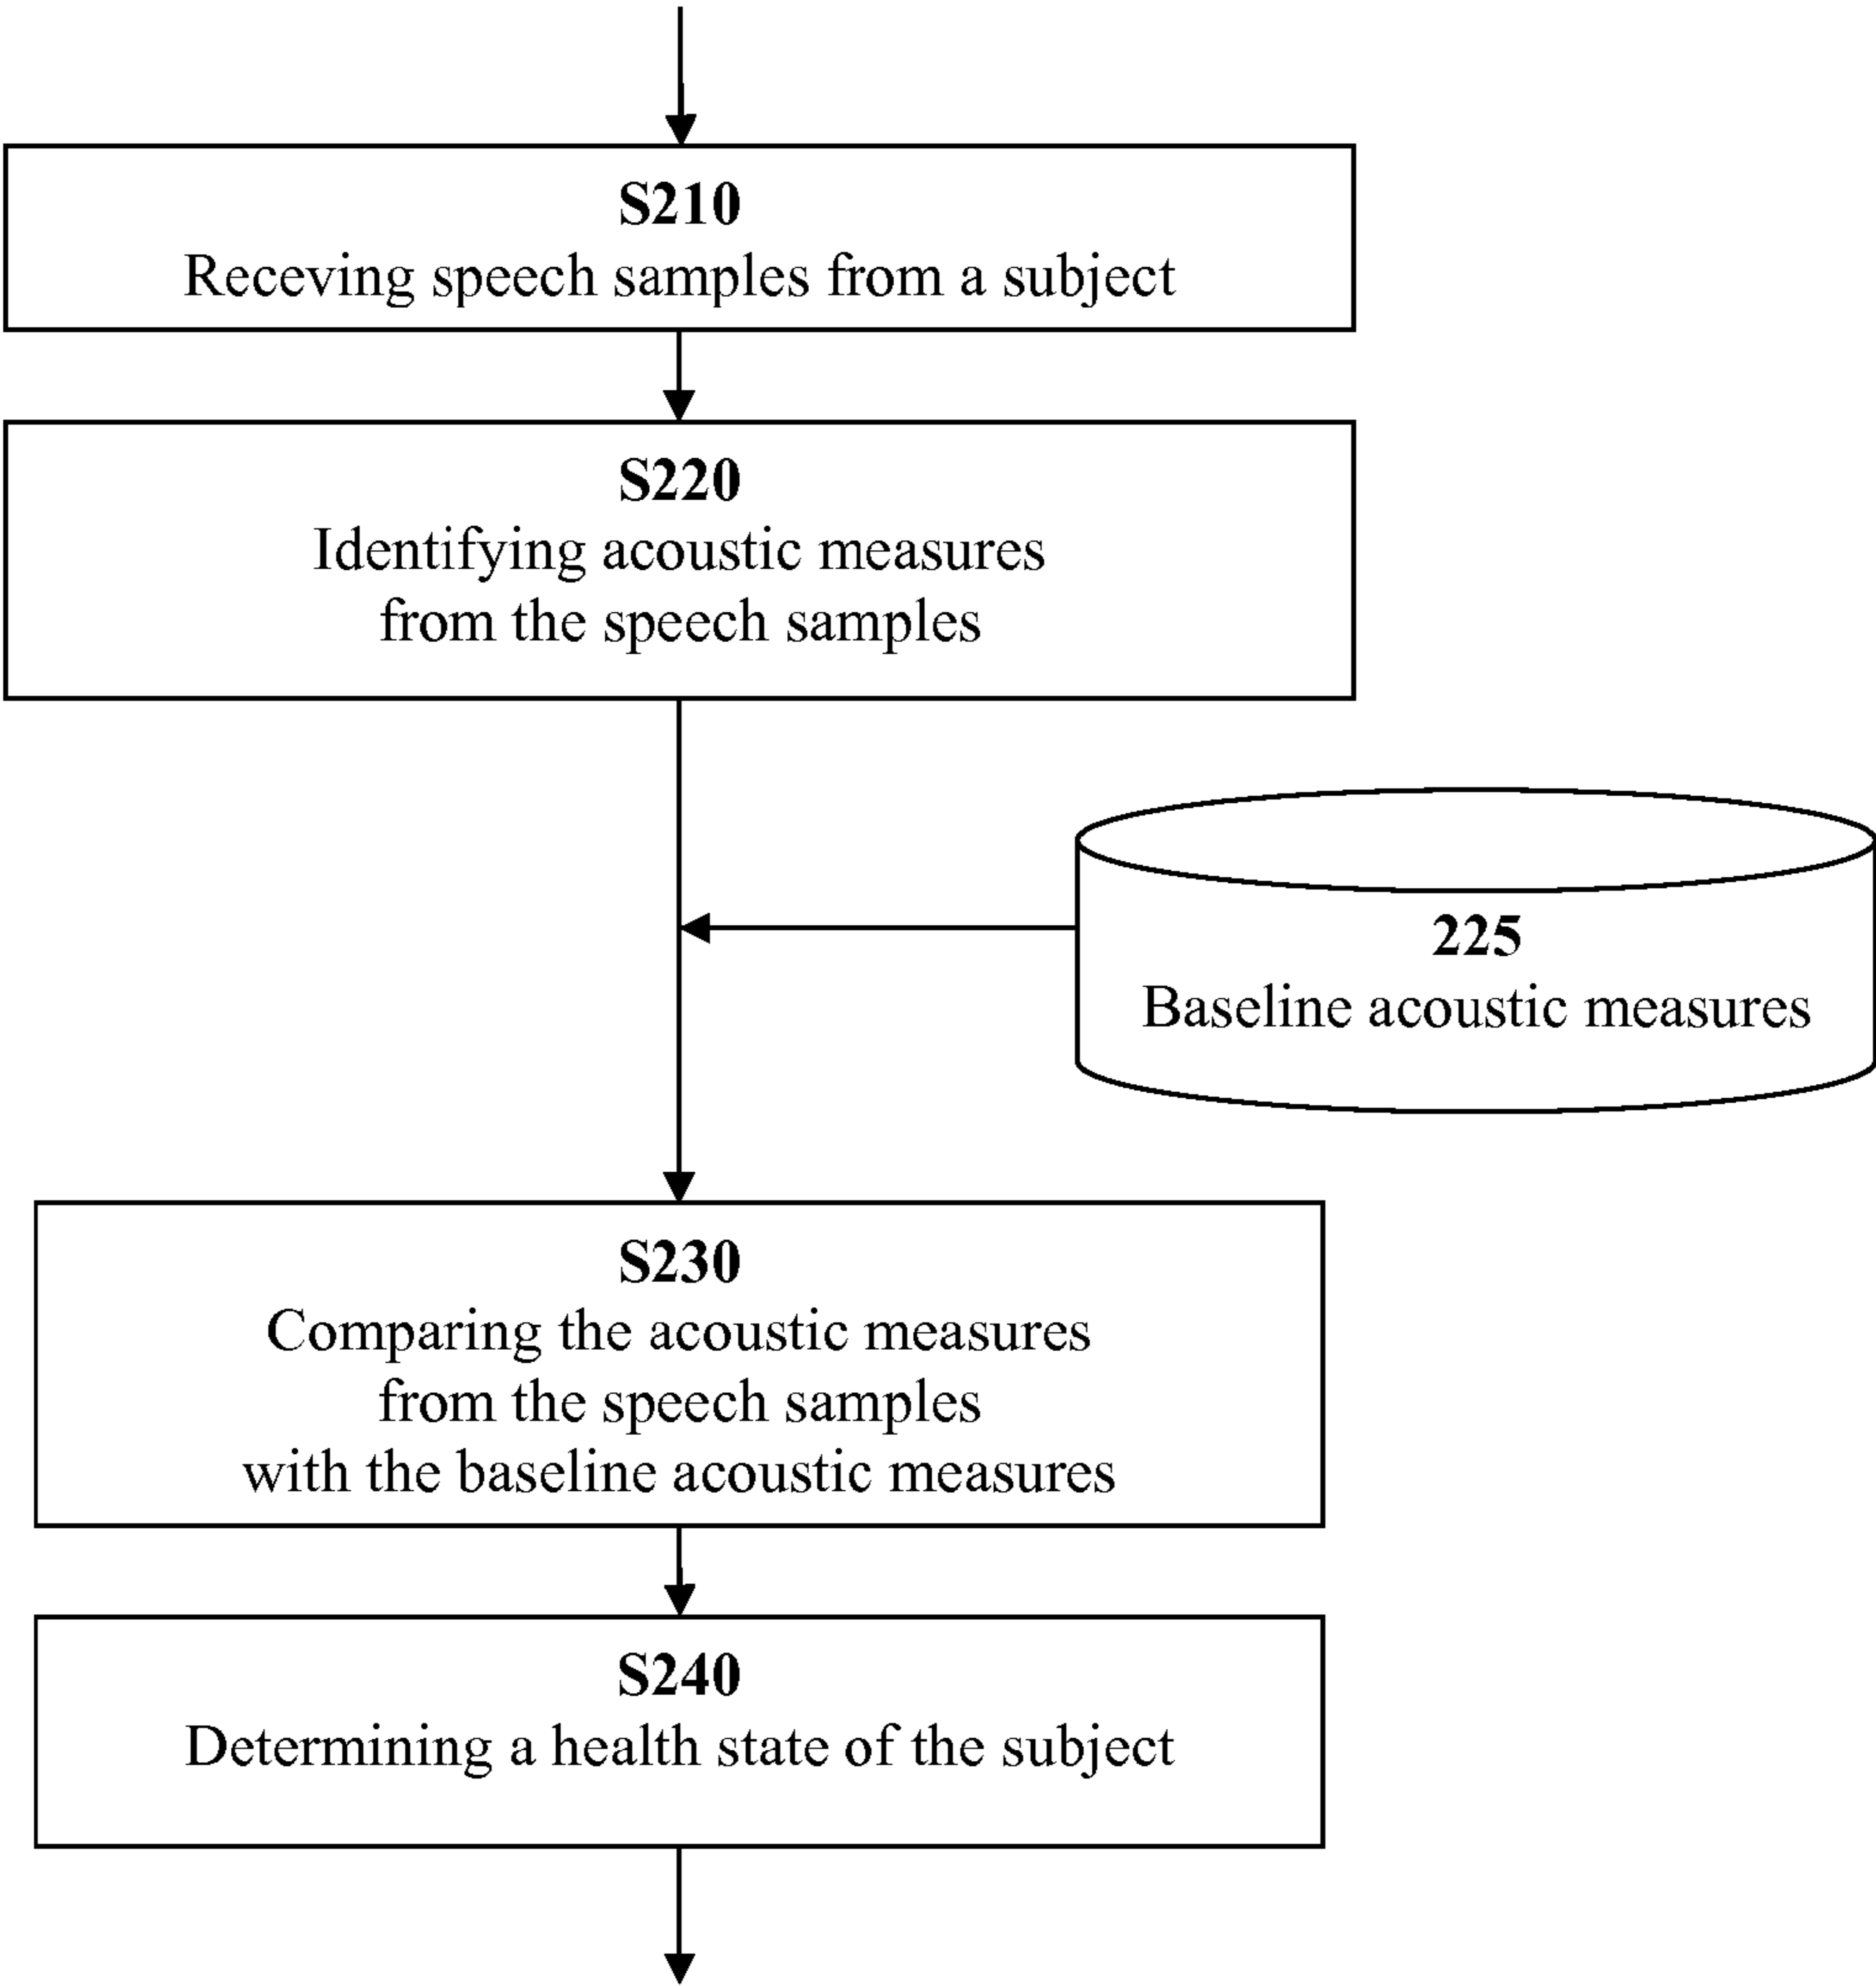 S210
Receving speech samples from a subject
S220
Identifying acoustic measures
from the speech samples
225
Baseline acoustic measures
S230
Comparing the acoustic measures
from the speech samples
with the baseline acoustic measures
S240
Determining a health state of the subject